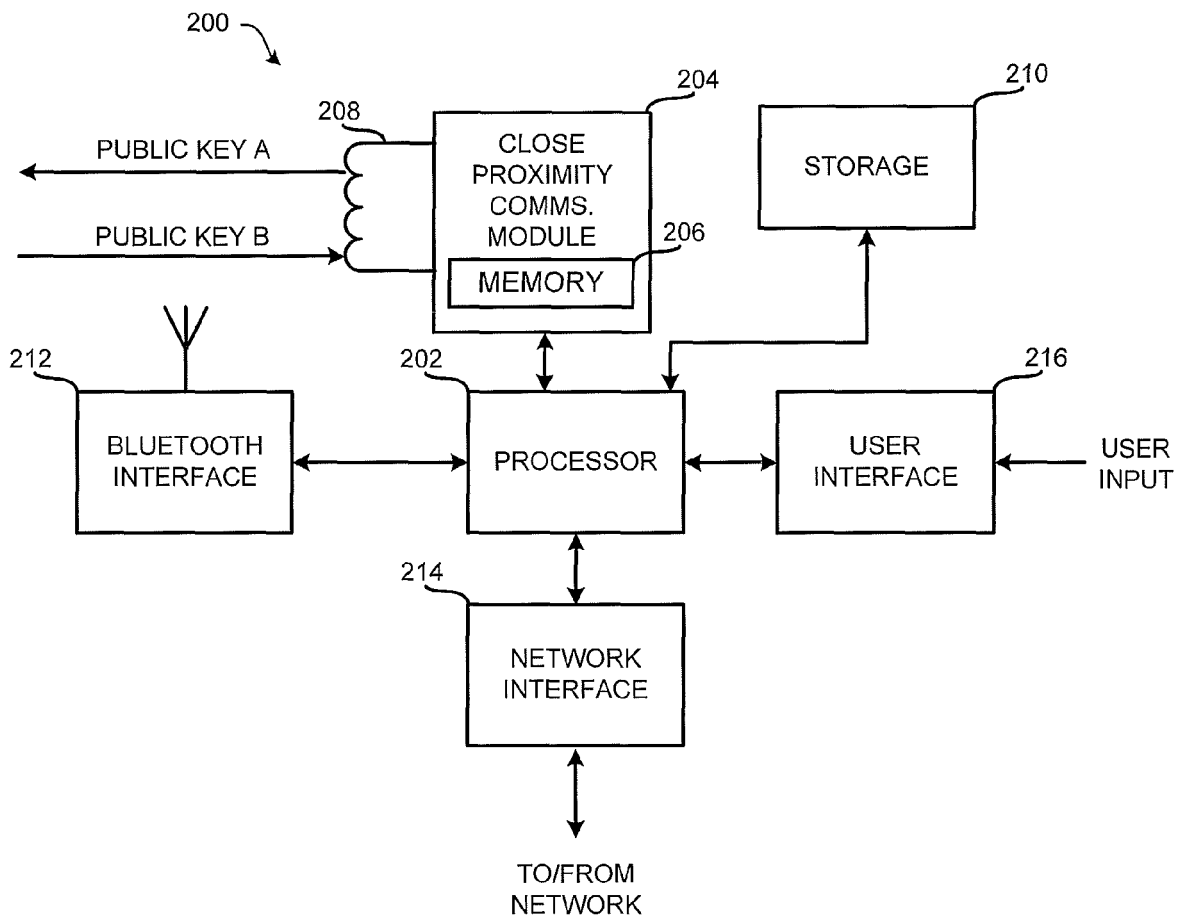 200
204
210
208
PUBLIC KEY A
CLOSE
PROXIMITY
COMMS.
MODULE
STORAGE
PUBLIC KEY B
206
MEMORY
212
202
216
BLUETOOTH
INTERFACE
PROCESSOR
USER
INTERFACE
USER
INPUT
214
NETWORK
INTERFACE
TO/FROM
NETWORK